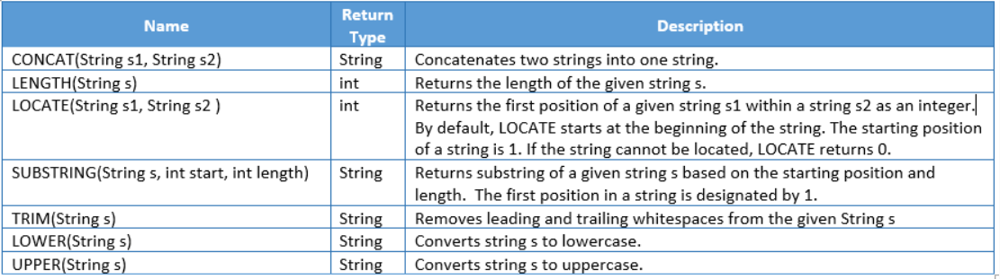 Name Return Type Description
CONCAT(String s1, String s2) String Concatenates two strings into one string.
LENGTH(String s) int Returns the length of the given string s.
LOCATE(String s1, String s2 ) int Returns the first position of a given string s1 within a string s2 as an integer.
By default, LOCATE starts at the beginning of the string. The starting position
of a string is 1. If the string cannot be located, LOCATE returns 0.
SUBSTRING(String s, int start, int length) String Returns substring of a given string s based on the starting position and
length. The first position in a string is designated by 1.
TRIM(String s) String Removes leading and trailing whitespaces from the given String s
LOWER(String s) String Converts string s to lowercase.
UPPER(String s) String Converts string s to uppercase.